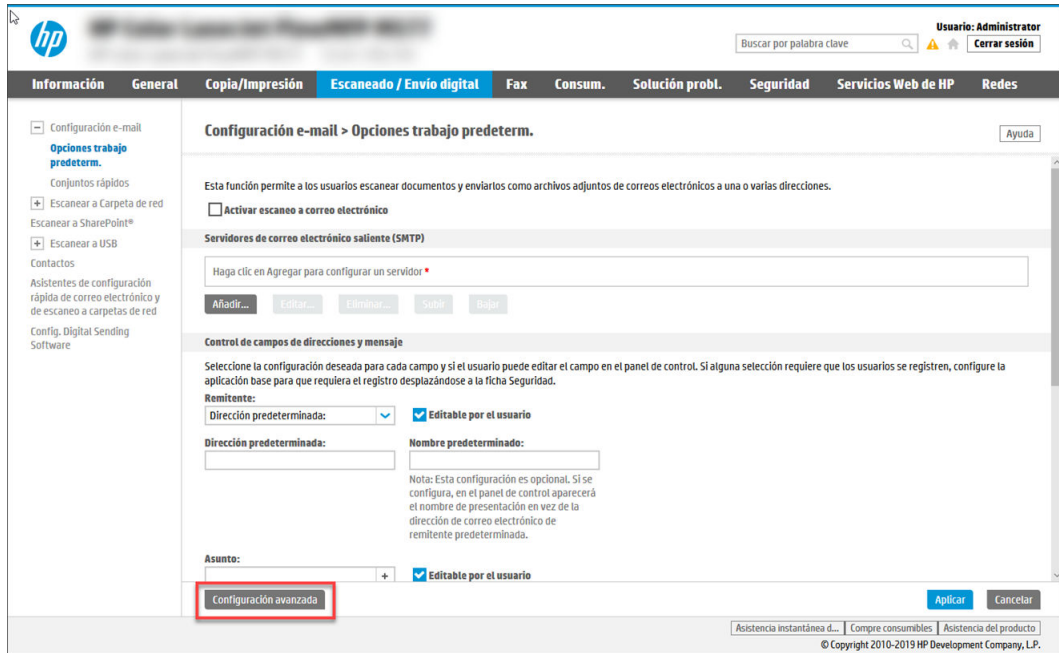 hp
Usuario: Administrator
Buscar por palabra clave
Cerrar sesión
Información General Copia/Impresión Escaneado / Envío digital Fax Consum. Solución probl. Seguridad Servicios Web de HP Redes
Configuración e-mail
Opciones trabajo
predeterm.
Conjuntos rápidos
Escanear a Carpeta de red
Escanear a SharePoint®
Escanear a USB
Contactos
Asistentes de configuración
rápida de correo electrónico y
de escaneo a carpetas de red
Config. Digital Sending
Software
Configuración e-mail > Opciones trabajo predeterm.
Ayuda
Esta función permite a los usuarios escanear documentos y enviarlos como archivos adjuntos de correos electrónicos a una o varias direcciones.
Activar escaneo a correo electrónico
Servidores de correo electrónico saliente (SMTP)
Haga clic en Agregar para configurar un servidor *
Añadir... Editar... Eliminar... Subir Bajar
Control de campos de direcciones y mensaje
Seleccione la configuración deseada para cada campo y si el usuario puede editar el campo en el panel de control. Si alguna selección requiere que los usuarios se registren, configure la
aplicación base para que requiera el registro desplazándose a la ficha Seguridad.
Remitente:
Dirección predeterminada: Editable por el usuario
Dirección predeterminada: Nombre predeterminado:
Nota: Esta configuración es opcional. Si se
configura, en el panel de control aparecerá
el nombre de presentación en vez de la
dirección de correo electrónico de
remitente predeterminada.
Asunto:
+ Editable por el usuario
Configuración avanzada
Aplicar Cancelar
Asistencia instantánea d... Compre consumibles Asistencia del producto
© Copyright 2010-2019 HP Development Company, L.P.